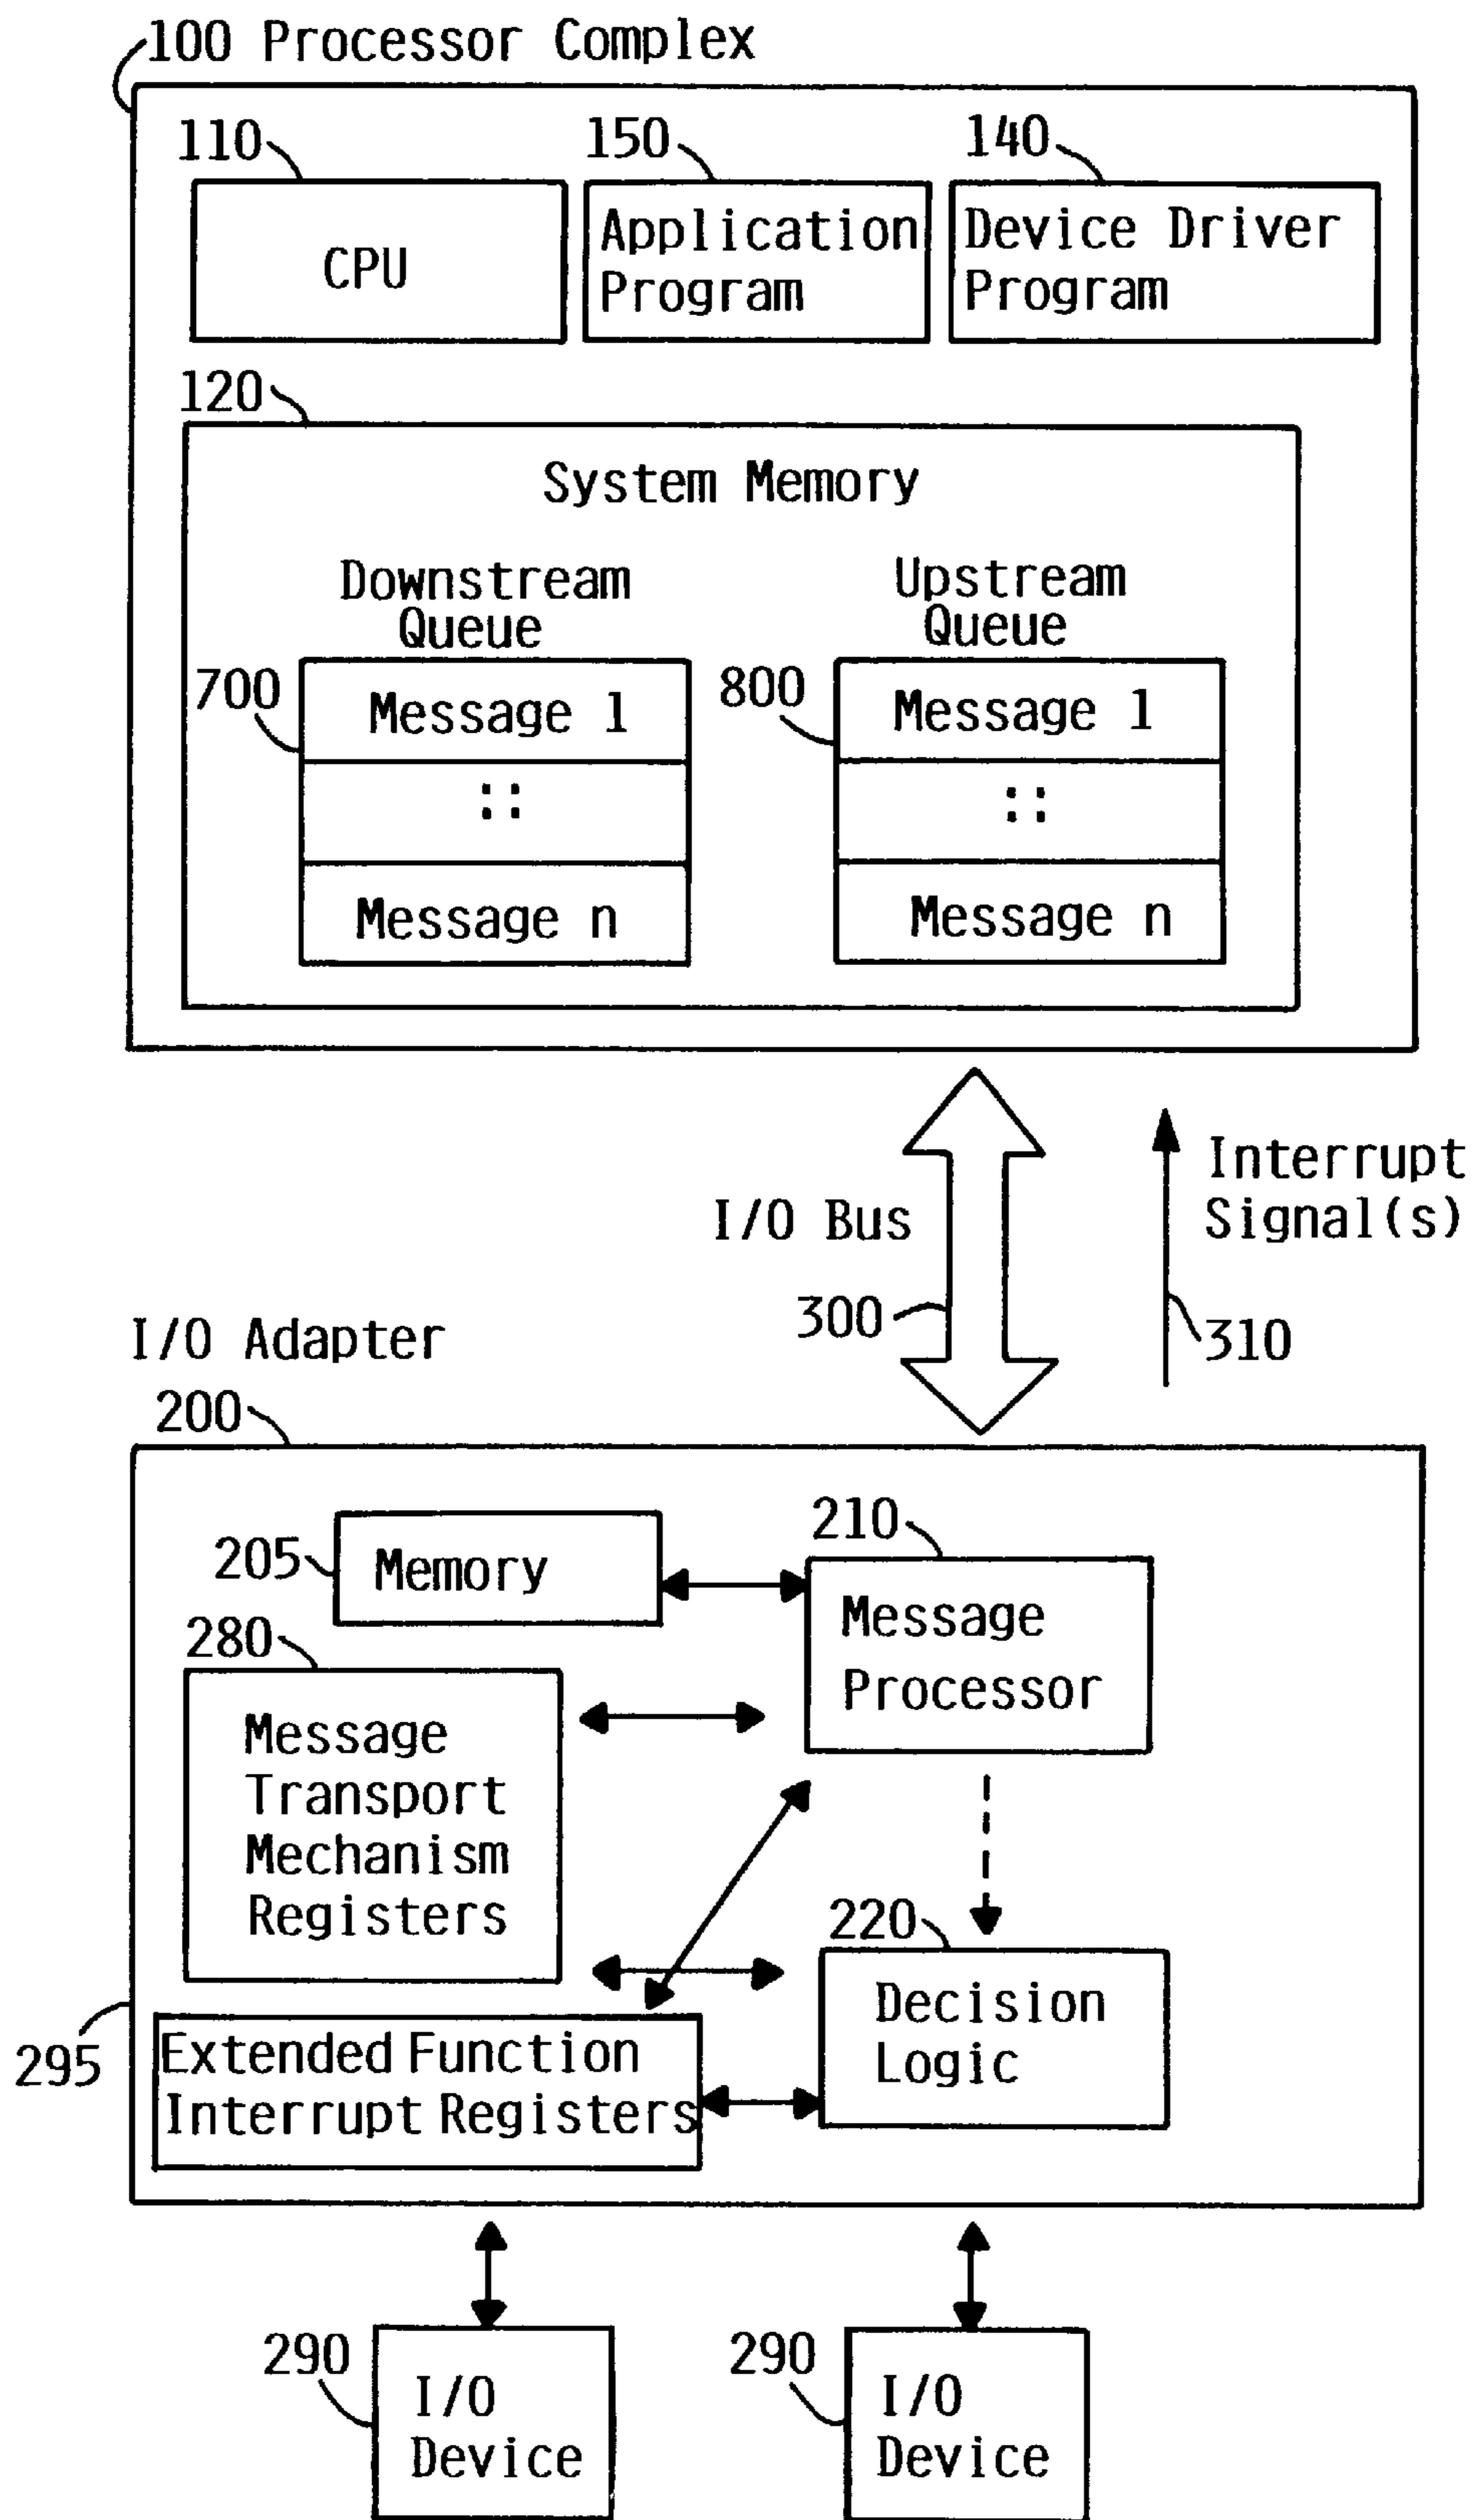 100 Processor Complex
110
150
140
CPU
Application
Program
Device Driver
Program
120
System Memory
Downstream
Queue
Upstream
Queue
700
Message 1
::
Message n
800
Message 1
::
Message n
I/O Bus
300
Interrupt
Signal(s)
310
I/O Adapter
200
205
Memory
210
Message
Processor
280
Message
Transport
Mechanism
Registers
220
Decision
Logic
295
Extended Function
Interrupt Registers
290
I/O
Device
290
I/O
Device